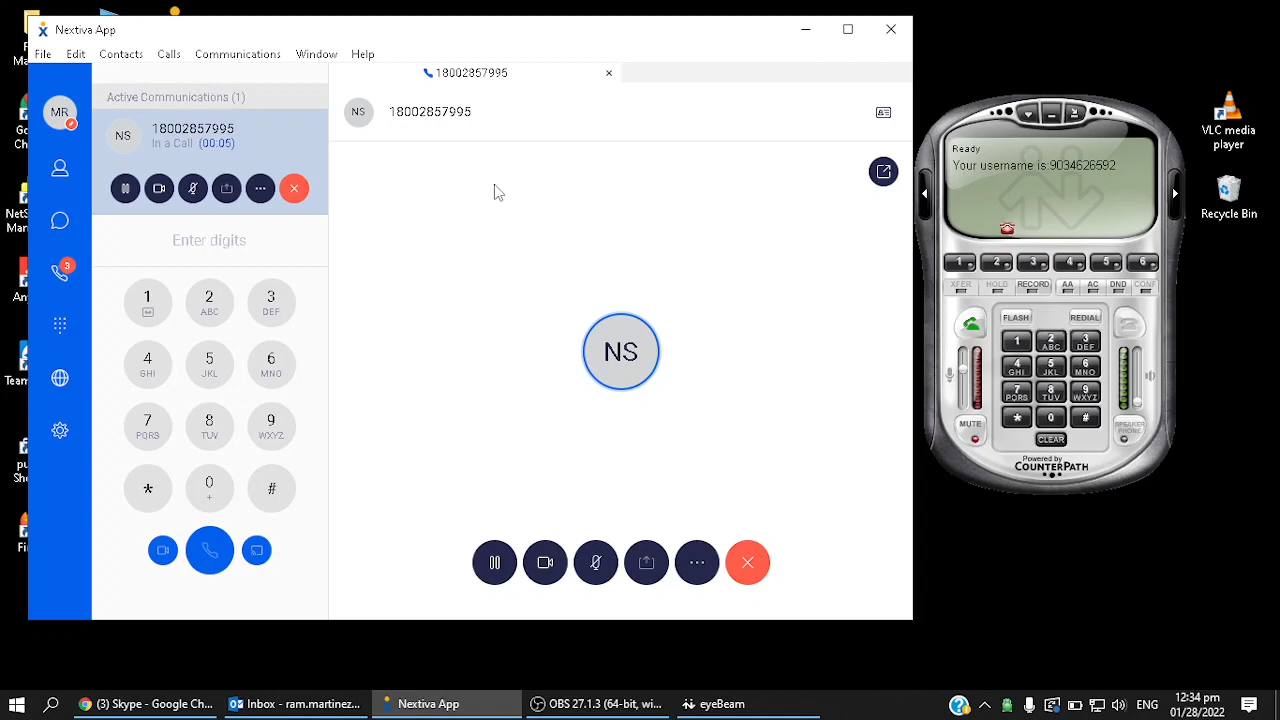 Nextiva App
File Edit Contacts Calls Communications Window Help
Active Communications (1)
MR
NS
18002857995
In a Call (00:05)
3
Enter digits
1
2
ABC
3
DEF
4
GHI
5
JKL
6
MNO
7
PQRS
8
TUV
9
WXYZ
*
0
+
#
18002857995
NS
18002857995
NS
Ready
Your username is:9034626592
1 2 3 4 5 6
XFER HOLD RECORD AA AC DND CONF
FLASH REDIAL
1 2 ABC 3 DEF
4 GHI 5 JKL 6 MNO
7 PQRS 8 TUV 9 WXYZ
* 0 #
MUTE
CLEAR
SPEAKER PHONE
Powered by
COUNTERPATH
VLC media
player
Recycle Bin
(3) Skype - Google Ch...
Inbox - ram.martinez...
Nextiva App
OBS 27.1.3 (64-bit, wi...
eyeBeam
ENG
12:34 pm
01/28/2022